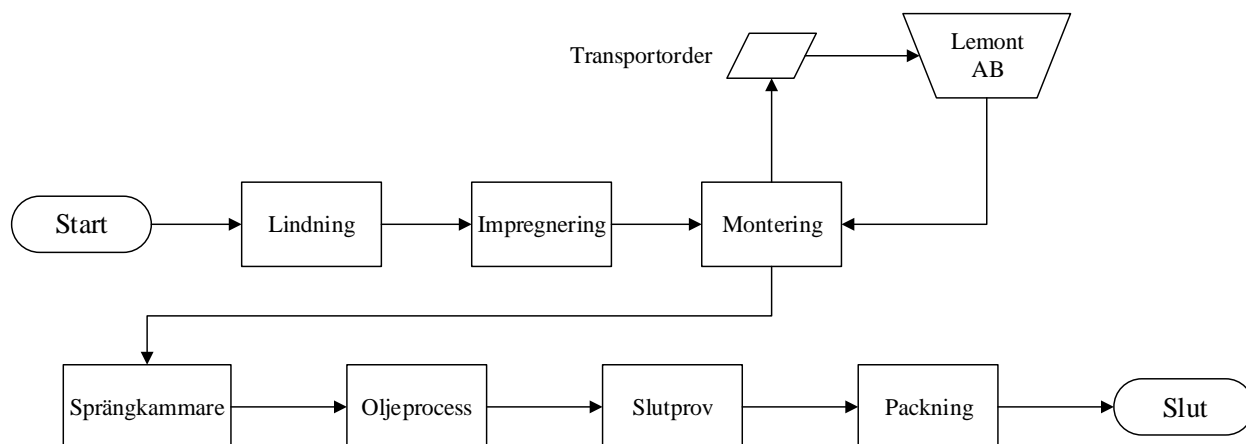 Transportorder
Lemont
AB
Start
Lindning
Impregnering
Montering
Sprängkammare
Oljeprocess
Slutprov
Packning
Slut